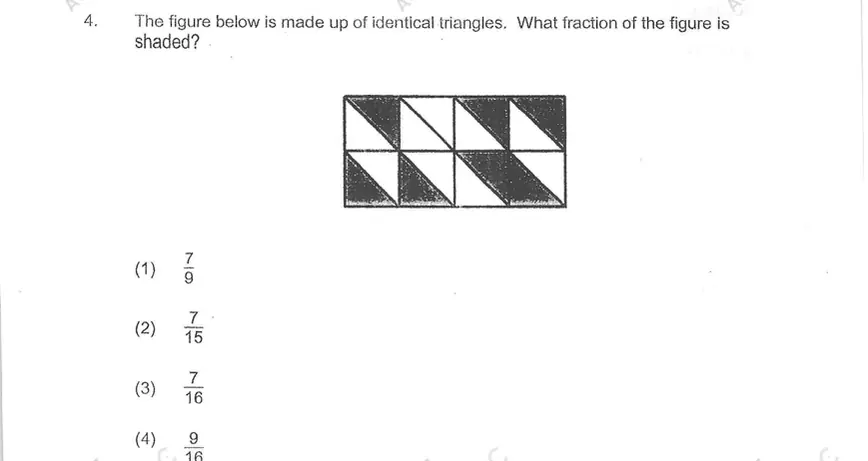 4. The figure below is made up of identical triangles. What fraction of the figure is
shaded?
(1) 7/9
(2) 7/15
(3) 7/16
(4) 9/16